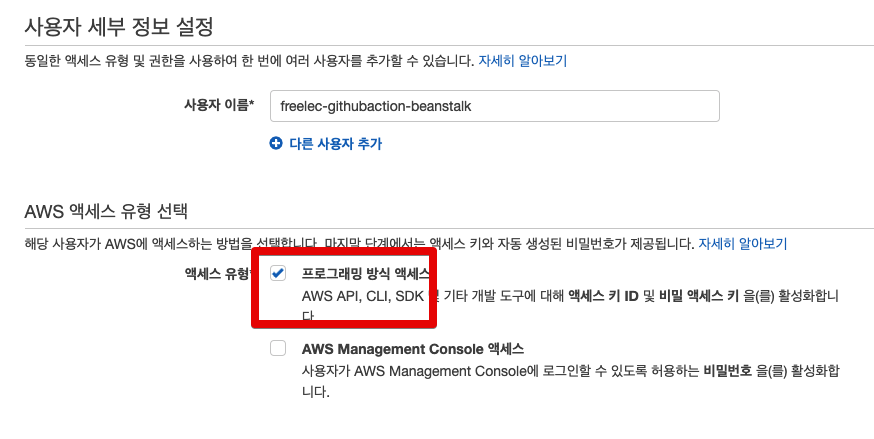 사용자 세부 정보 설정
동일한 액세스 유형 및 권한을 사용하여 한 번에 여러 사용자를 추가할 수 있습니다. 자세히 알아보기
사용자 이름* freelec-githubaction-beanstalk
다른 사용자 추가
AWS 액세스 유형 선택
해당 사용자가 AWS에 액세스하는 방법을 선택합니다. 마지막 단계에서는 액세스 키와 자동 생성된 비밀번호가 제공됩니다. 자세히 알아보기
액세스 유형* 프로그래밍 방식 액세스
AWS API, CLI, SDK 및 기타 개발 도구에 대해 액세스 키 ID 및 비밀 액세스 키 을(를) 활성화합니
다.
AWS Management Console 액세스
사용자가 AWS Management Console에 로그인할 수 있도록 허용하는 비밀번호 을(를) 활성화합
니다.